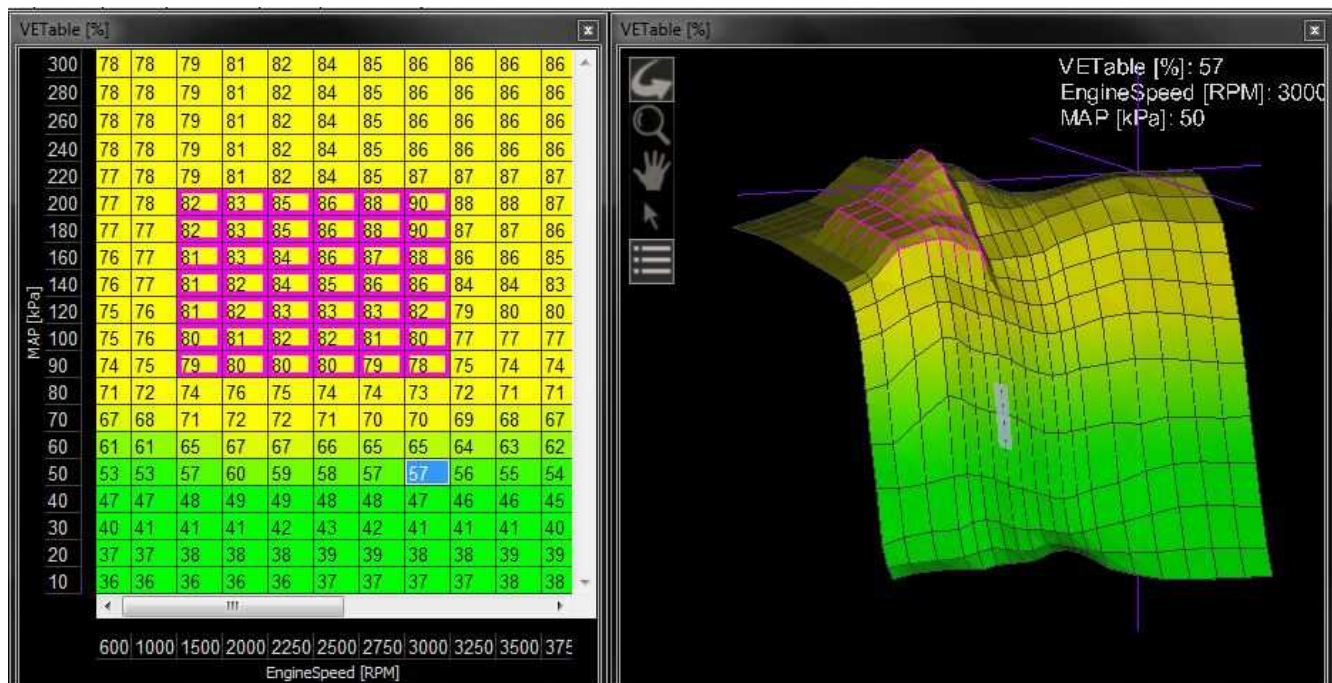 VETable [%]
300 78 78 79 81 82 84 85 86 86 86 86
280 78 78 79 81 82 84 85 86 86 86 86
260 78 78 79 81 82 84 85 86 86 86 86
240 78 78 79 81 82 84 85 86 86 86 86
220 77 78 79 81 82 84 85 87 87 87 87
200 77 78 82 83 85 86 88 90 88 88 87
180 77 77 82 83 85 86 88 90 87 87 86
160 76 77 81 83 84 86 87 88 86 86 85
140 76 77 81 82 84 85 86 86 84 84 83
120 75 76 81 82 83 83 83 82 79 80 80
100 75 76 80 81 82 82 81 80 77 77 77
90 74 75 79 80 80 80 79 78 75 74 74
80 71 72 74 76 75 74 74 73 72 71 71
70 67 68 71 72 72 71 70 70 69 68 67
60 61 61 65 67 67 66 65 65 64 63 62
50 53 53 57 60 59 58 57 57 56 55 54
40 47 47 48 49 49 48 48 47 46 46 45
30 40 41 41 41 42 43 42 41 41 41 40
20 37 37 38 38 38 39 39 38 38 39 39
10 36 36 36 36 36 37 37 37 37 38 38
MAP [kPa]
600 1000 1500 2000 2250 2500 2750 3000 3250 3500 375
EngineSpeed [RPM]
VETable [%]
VETable [%]: 57
EngineSpeed [RPM]: 3000
MAP [kPa]: 50